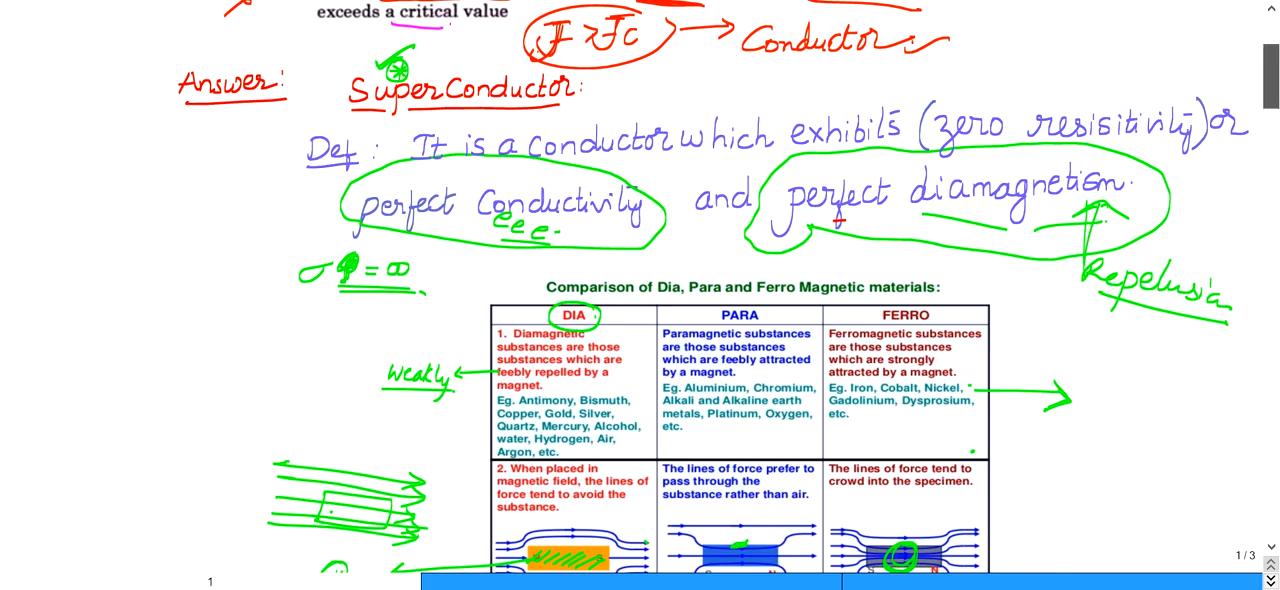 exceeds a critical value
J > Jc → Conductor
Answer: SuperConductor:
Def: It is a conductor which exhibits (zero resisitivity) or
perfect Conductivity and perfect diamagnetism.
e e e-
σ = ∞
Repelusion
Comparison of Dia, Para and Ferro Magnetic materials:
DIA PARA FERRO
1. Diamagnetic
substances are those
substances which are
feebly repelled by a
magnet.
Eg. Antimony, Bismuth,
Copper, Gold, Silver,
Quartz, Mercury, Alcohol,
water, Hydrogen, Air,
Argon, etc.
Weakly
Paramagnetic substances
are those substances
which are feebly attracted
by a magnet.
Eg. Aluminium, Chromium,
Alkali and Alkaline earth
metals, Platinum, Oxygen,
etc.
Ferromagnetic substances
are those substances
which are strongly
attracted by a magnet.
Eg. Iron, Cobalt, Nickel,
Gadolinium, Dysprosium,
etc.
2. When placed in
magnetic field, the lines of
force tend to avoid the
substance.
The lines of force prefer to
pass through the
substance rather than air.
The lines of force tend to
crowd into the specimen.
S N
1 / 3
1